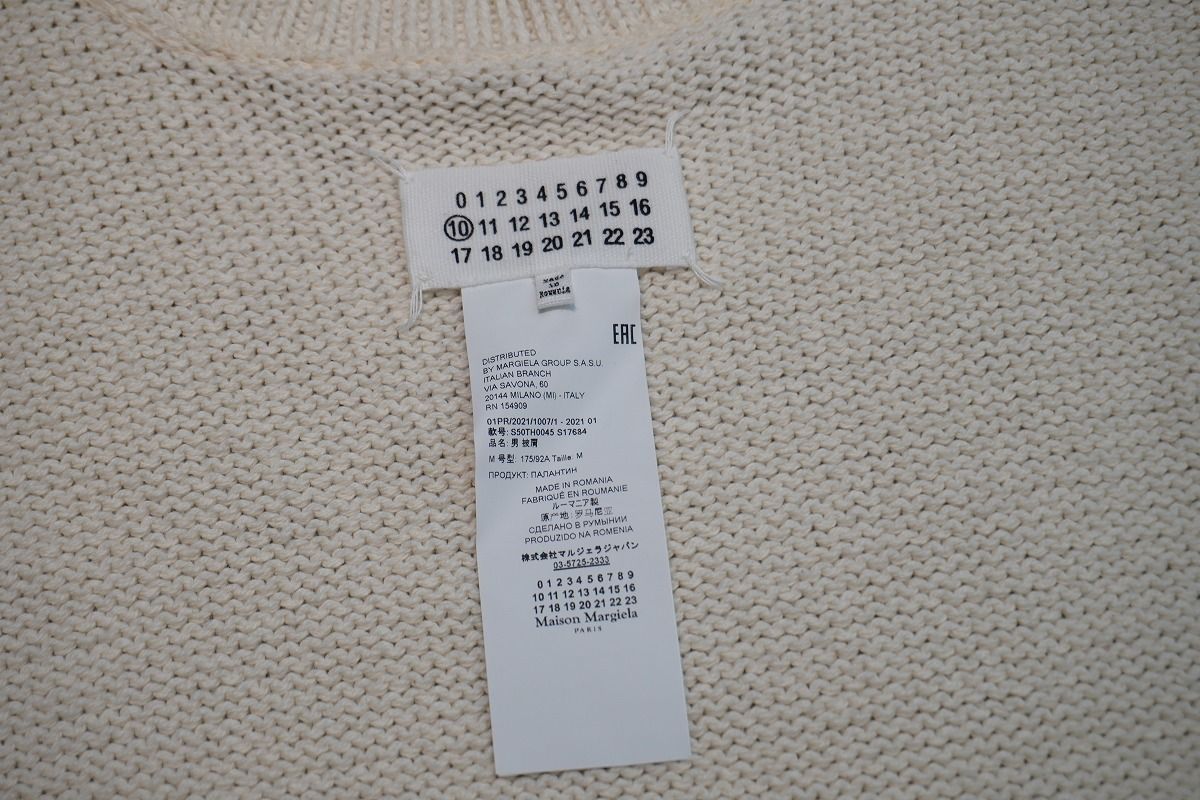 0 1 2 3 4 5 6 7 8 9
10 11 12 13 14 15 16
17 18 19 20 21 22 23
Made
in
Romania
EAC
DISTRIBUTED
BY MARGIELA GROUP S.A.S.U.
ITALIAN BRANCH
VIA SAVONA, 60
20144 MILANO (MI) - ITALY
RN 154909
01PR/2021/1007/1 - 2021 01
款号: S50TH0045 S17684
品名: 男 披肩
M 号型: 175/92A Taille: M
ПРОДУКТ: ПАЛАНТИН
MADE IN ROMANIA
FABRIQUÉ EN ROUMANIE
ルーマニア製
原产地: 罗马尼亚
СДЕЛАНО В РУМЫНИИ
PRODUZIDO NA ROMENIA
株式会社マルジェラジャパン
03-5725-2333
0 1 2 3 4 5 6 7 8 9
10 11 12 13 14 15 16
17 18 19 20 21 22 23
Maison Margiela
PARIS